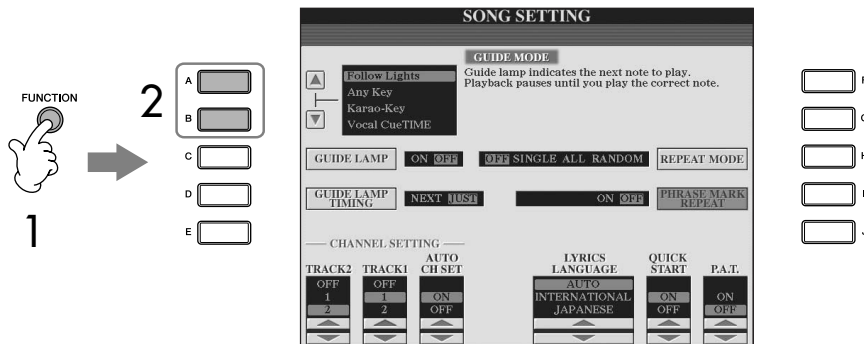 SONG SETTING
FUNCTION
1
2
A
B
C
D
E
GUIDE MODE
Follow Lights
Any Key
Karao-Key
Vocal CueTIME
Guide lamp indicates the next note to play.
Playback pauses until you play the correct note.
GUIDE LAMP ON OFF OFF SINGLE ALL RANDOM REPEAT MODE
GUIDE LAMP TIMING NEXT JUST ON OFF PHRASE MARK REPEAT
CHANNEL SETTING
TRACK2 TRACK1 AUTO CH SET LYRICS LANGUAGE QUICK START P.A.T.
OFF OFF AUTO
1 1 ON INTERNATIONAL ON ON
2 2 OFF JAPANESE OFF OFF